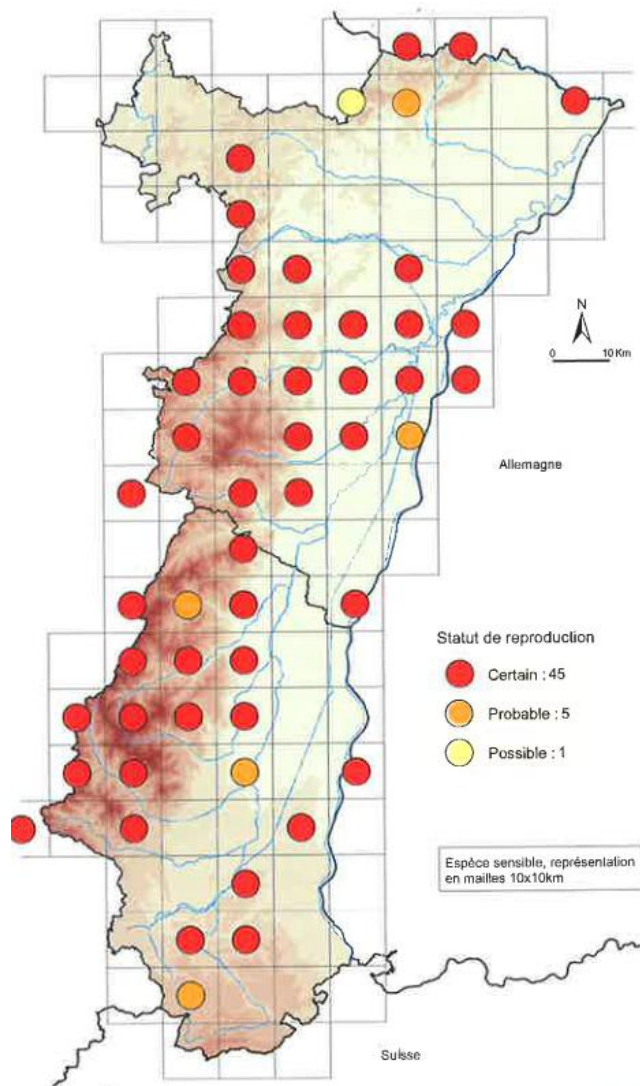 N
0 10 Km
Allemagne
Statut de reproduction
Certain : 45
Probable : 5
Possible : 1
Espèce sensible, représentation
en mailles 10x10km
Suisse